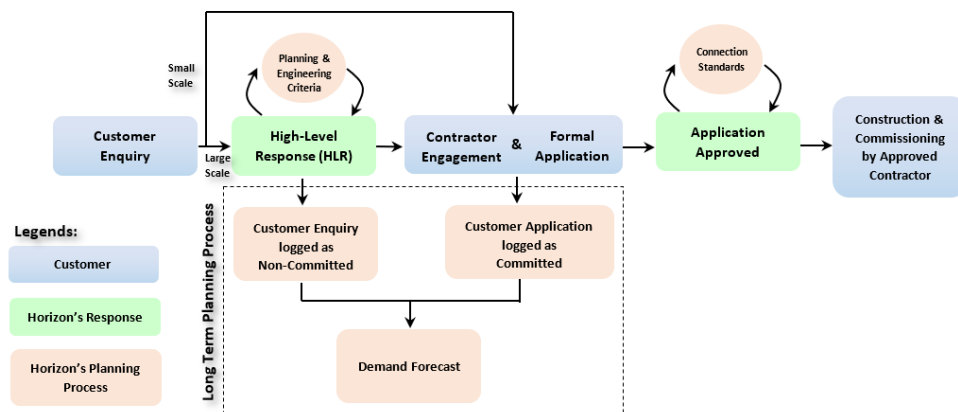 Small
Scale
Planning &
Engineering
Criteria
Connection
Standards
Customer
Enquiry
Large
Scale
High-Level
Response (HLR)
Contractor
Engagement
&
Formal
Application
Application
Approved
Construction &
Commissioning
by Approved
Contractor
Long Term Planning Process
Customer Enquiry
logged as
Non-Committed
Customer Application
logged as
Committed
Demand Forecast
Legends:
Customer
Horizon's Response
Horizon's Planning
Process